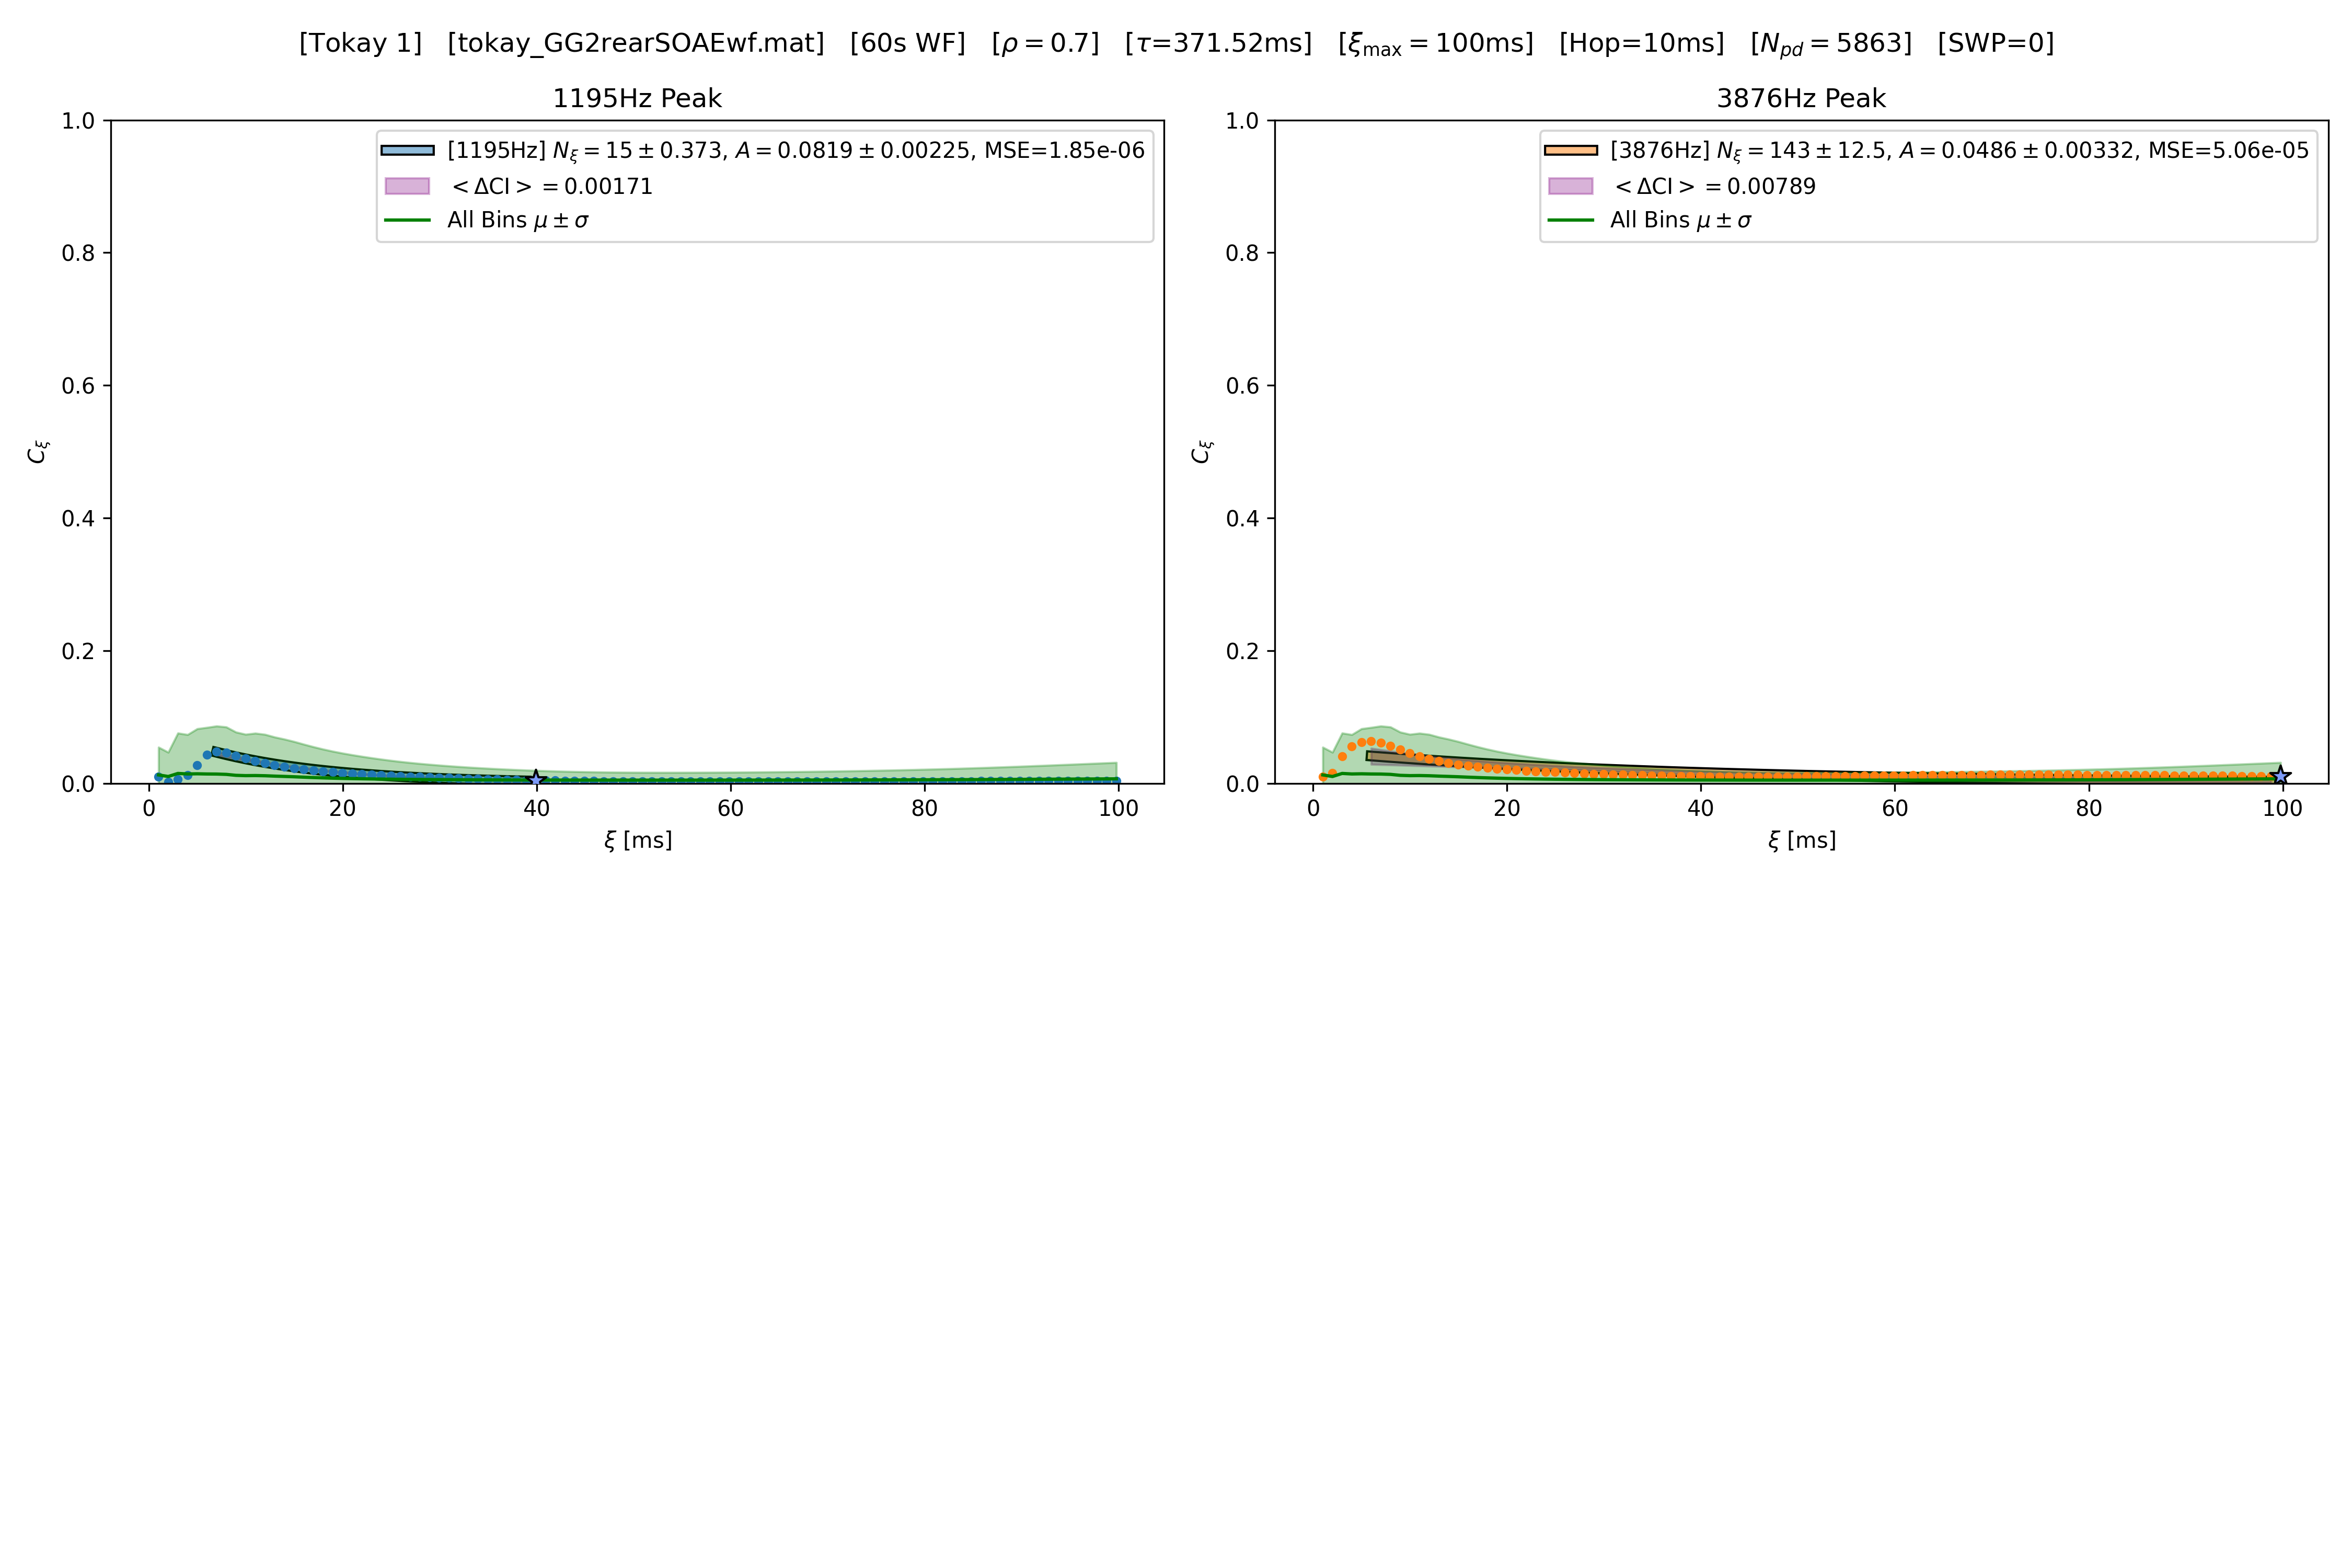 [Tokay 1] [tokay_GG2rearSOAEwf.mat] [60s WF] [ρ = 0.7] [τ=371.52ms] [ξmax = 100ms] [Hop=10ms] [Npd = 5863] [SWP=0]
1195Hz Peak
[1195Hz] Nξ = 15 ± 0.373, A = 0.0819 ± 0.00225, MSE=1.85e-06
< ΔCI > = 0.00171
All Bins μ ± σ
1.0
0.8
0.6
0.4
0.2
0.0
Cξ
0 20 40 60 80 100
ξ [ms]
3876Hz Peak
[3876Hz] Nξ = 143 ± 12.5, A = 0.0486 ± 0.00332, MSE=5.06e-05
< ΔCI > = 0.00789
All Bins μ ± σ
1.0
0.8
0.6
0.4
0.2
0.0
Cξ
0 20 40 60 80 100
ξ [ms]